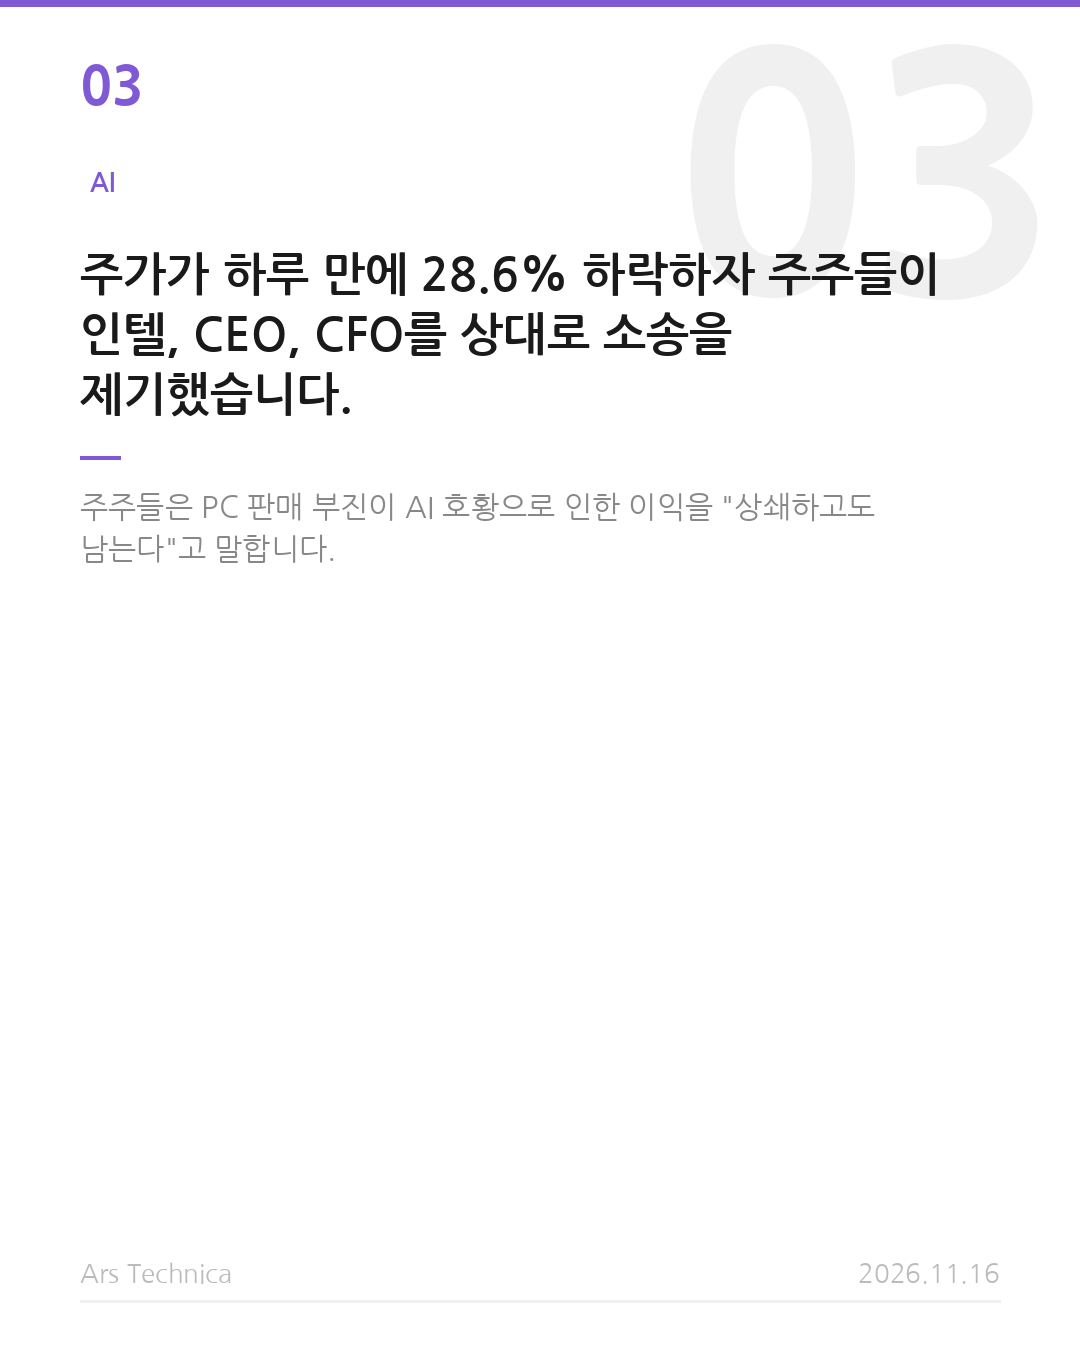 03
03
AI
주가가 하루 만에 28.6% 하락하자 주주들이
인텔, CEO, CFO를 상대로 소송을
제기했습니다.
주주들은 PC 판매 부진이 AI 호황으로 인한 이익을 "상쇄하고도
남는다"고 말합니다.
Ars Technica
2026.11.16